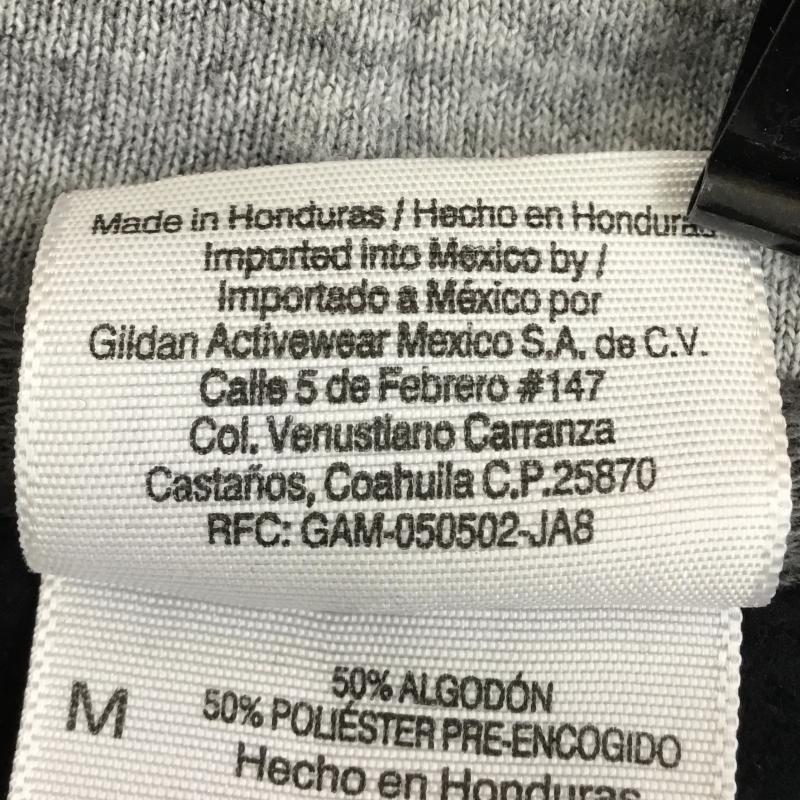 Made in Honduras / Hecho en Honduras
Imported into Mexico by /
Importado a México por
Gildan Activewear Mexico S.A. de C.V.
Calle 5 de Febrero #147
Col. Venustiano Carranza
Castaños, Coahuila C.P.25870
RFC: GAM-050502-JA8
M
50% ALGODÓN
50% POLIÉSTER PRE-ENCOGIDO
Hecho en Honduras